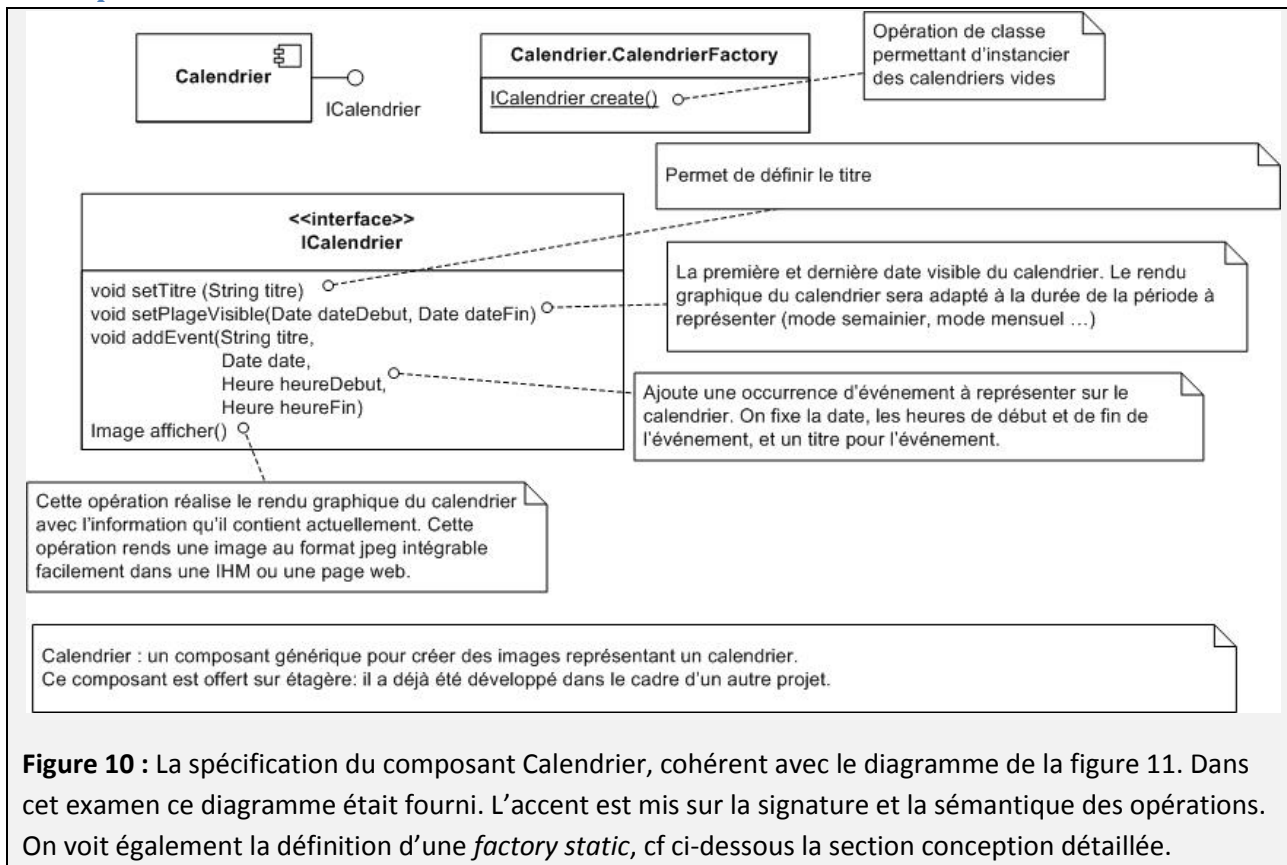 Calendrier
ICalendrier
Calendrier.CalendrierFactory
ICalendrier create()
Opération de classe
permettant d'instancier
des calendriers vides
Permet de définir le titre
<<interface>>
ICalendrier
void setTitre (String titre)
void setPlageVisible(Date dateDebut, Date dateFin)
void addEvent(String titre,
Date date,
Heure heureDebut,
Heure heureFin)
Image afficher()
La première et dernière date visible du calendrier. Le rendu
graphique du calendrier sera adapté à la durée de la période à
représenter (mode semainier, mode mensuel ...)
Ajoute une occurrence d'événement à représenter sur le
calendrier. On fixe la date, les heures de début et de fin de
l'événement, et un titre pour l'événement.
Cette opération réalise le rendu graphique du calendrier
avec l'information qu'il contient actuellement. Cette
opération rends une image au format jpeg intégrable
facilement dans une IHM ou une page web.
Calendrier : un composant générique pour créer des images représentant un calendrier.
Ce composant est offert sur étagère: il a déjà été développé dans le cadre d'un autre projet.
Figure 10 : La spécification du composant Calendrier, cohérent avec le diagramme de la figure 11. Dans
cet examen ce diagramme était fourni. L'accent est mis sur la signature et la sémantique des opérations.
On voit également la définition d'une factory static, cf ci-dessous la section conception détaillée.